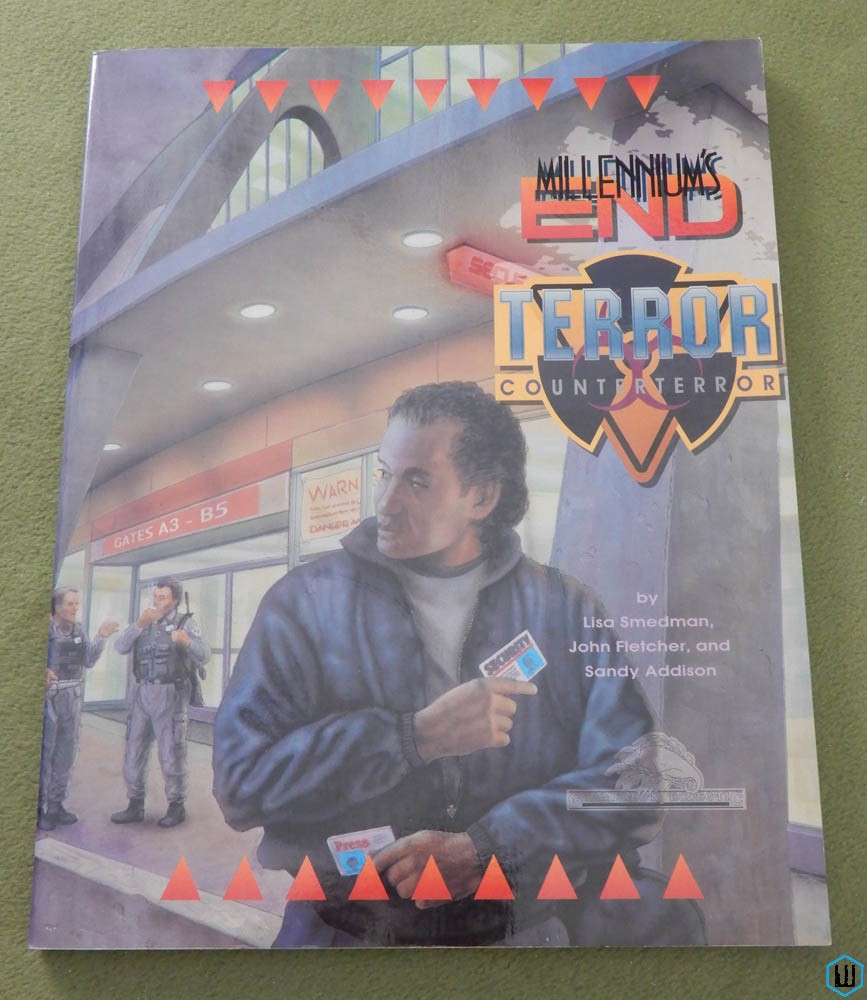 MILLENNIUM'S
END
TERROR
COUNTERTERROR
WARN
GATES A3 - B5
by
Lisa Smedman,
John Fletcher, and
Sandy Addison
SECURITY
Press